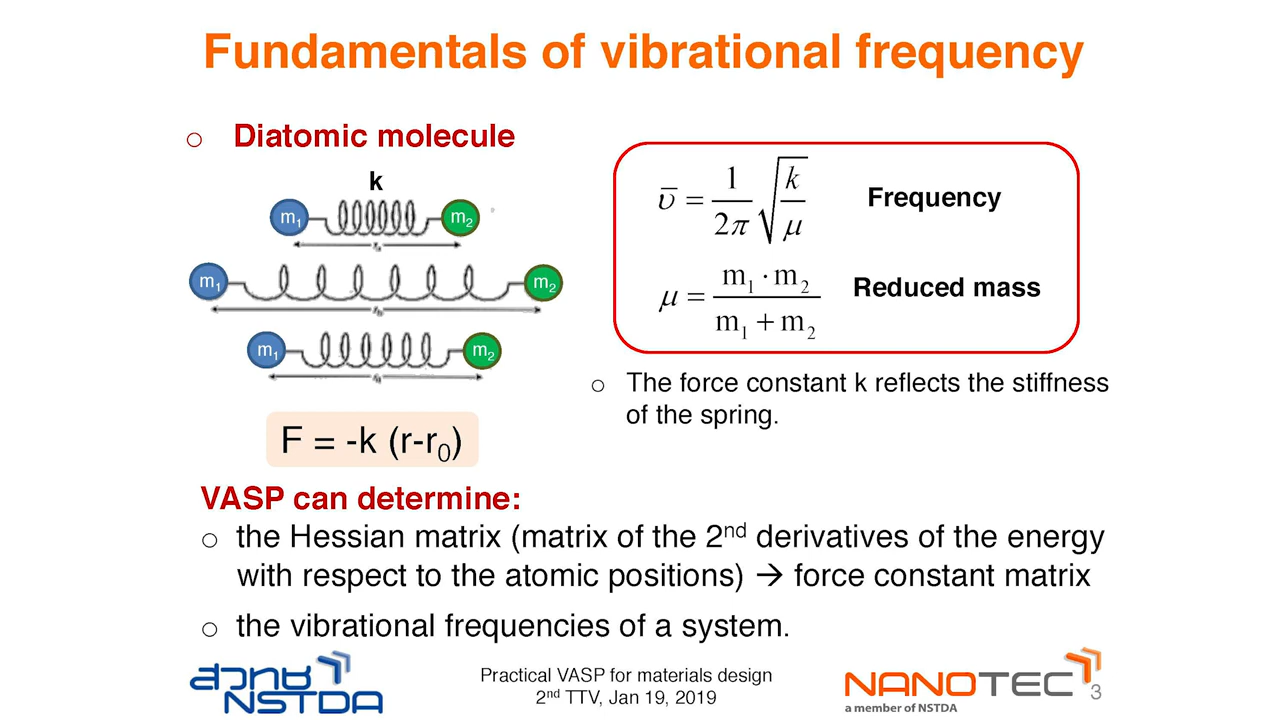 Fundamentals of vibrational frequency
o Diatomic molecule
k
m₁ m₂
m₁ m₂
m₁ m₂
F = -k (r-r₀)
ῡ = 1/2π √(k/μ) Frequency
μ = m₁ · m₂ / m₁ + m₂ Reduced mass
o The force constant k reflects the stiffness
of the spring.
VASP can determine:
o the Hessian matrix (matrix of the 2nd derivatives of the energy
with respect to the atomic positions) → force constant matrix
o the vibrational frequencies of a system.
สวทช
NSTDA
Practical VASP for materials design
2nd TTV, Jan 19, 2019
NANOTEC
a member of NSTDA
3